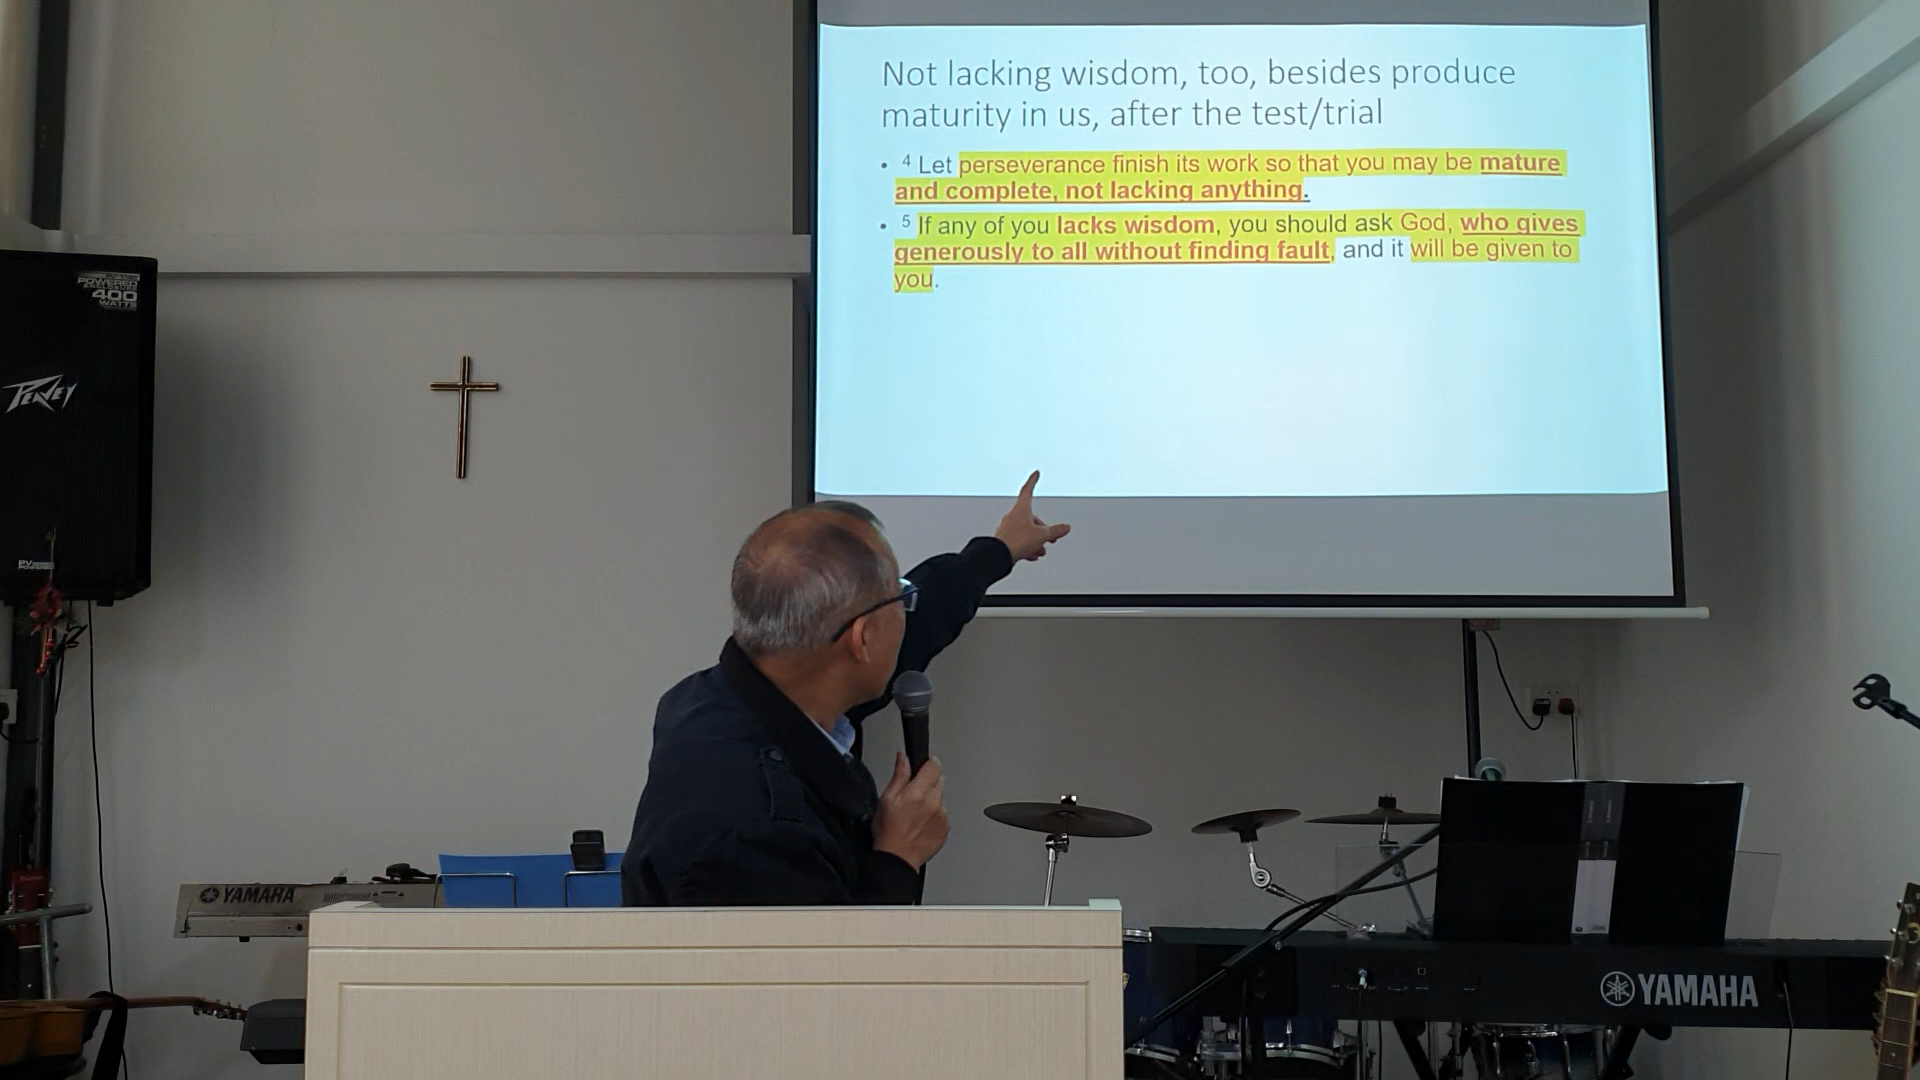 Not lacking wisdom, too, besides produce
maturity in us, after the test/trial
• 4 Let perseverance finish its work so that you may be mature
and complete, not lacking anything.
• 5 If any of you lacks wisdom, you should ask God, who gives
generously to all without finding fault, and it will be given to
you.
POWERED
ENCLOSURE
400
WATTS
PEAVEY
YAMAHA
YAMAHA